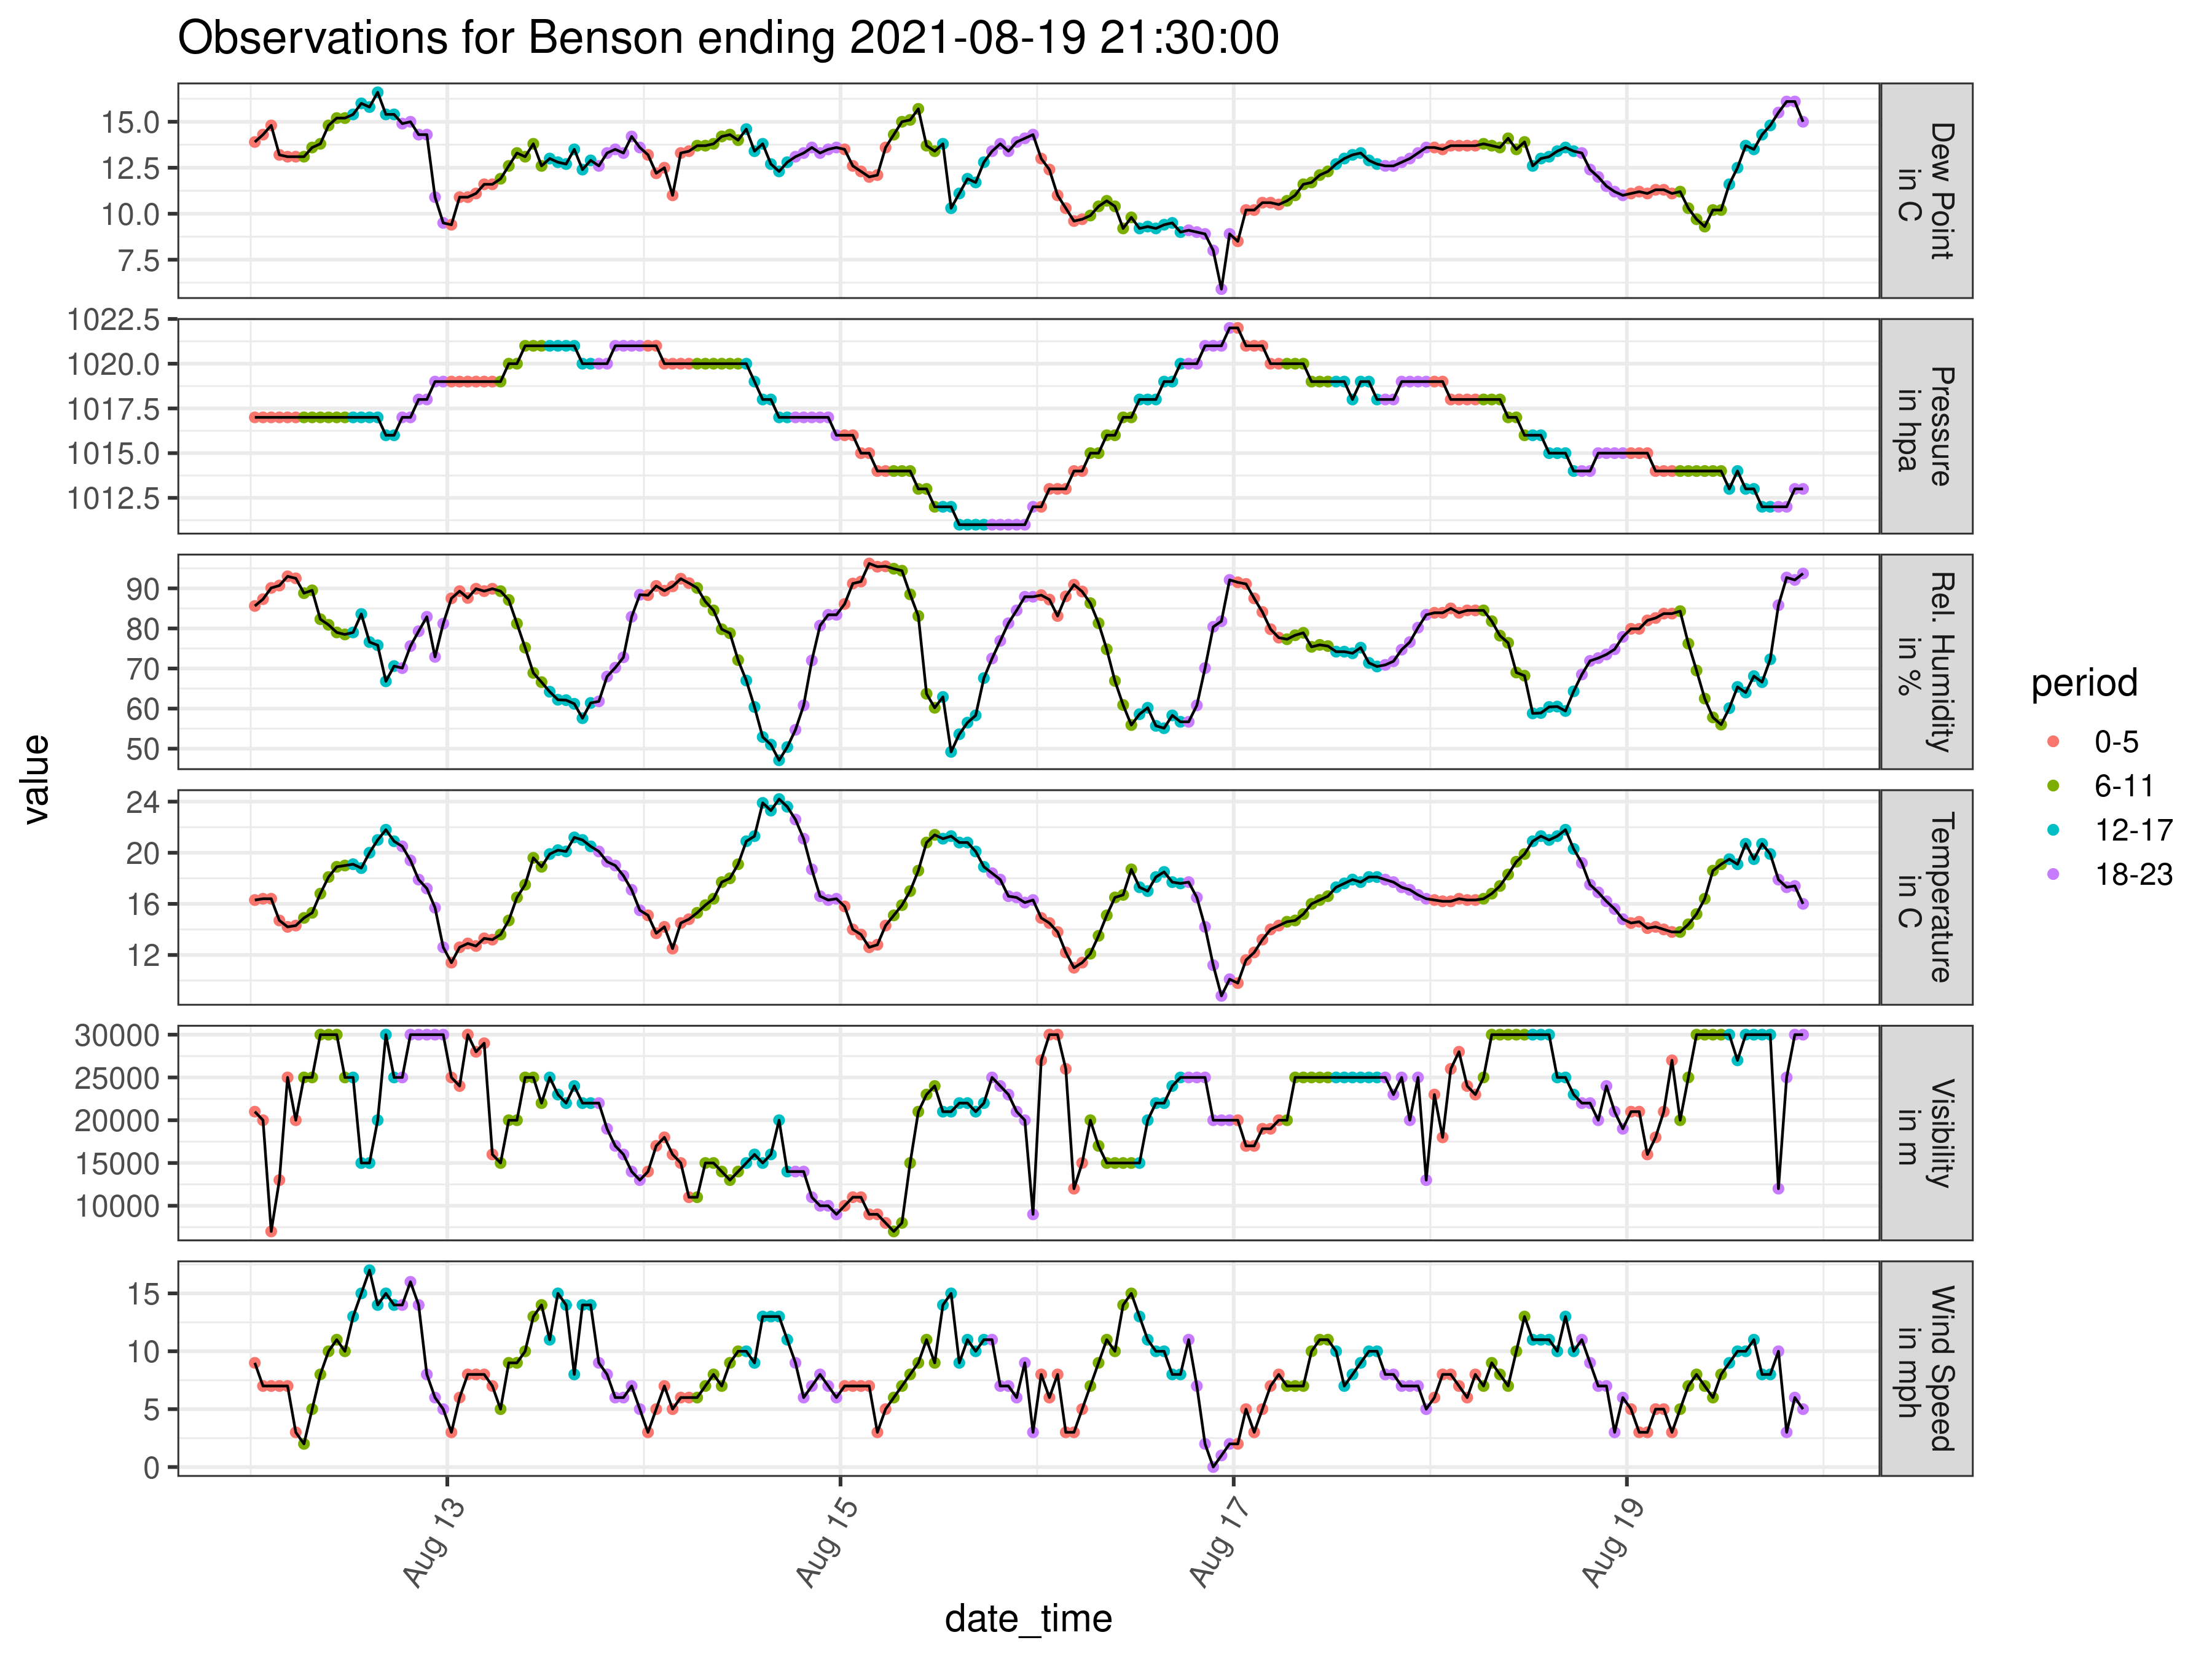 Observations for Benson ending 2021-08-19 21:30:00
value
15.0
12.5
10.0
7.5
Dew Point
in C
1022.5
1020.0
1017.5
1015.0
1012.5
Pressure
in hpa
90
80
70
60
50
Rel. Humidity
in %
24
20
16
12
Temperature
in C
30000
25000
20000
15000
10000
Visibility
in m
15
10
5
0
Wind Speed
in mph
Aug 13
Aug 15
Aug 17
Aug 19
date_time
period
0-5
6-11
12-17
18-23